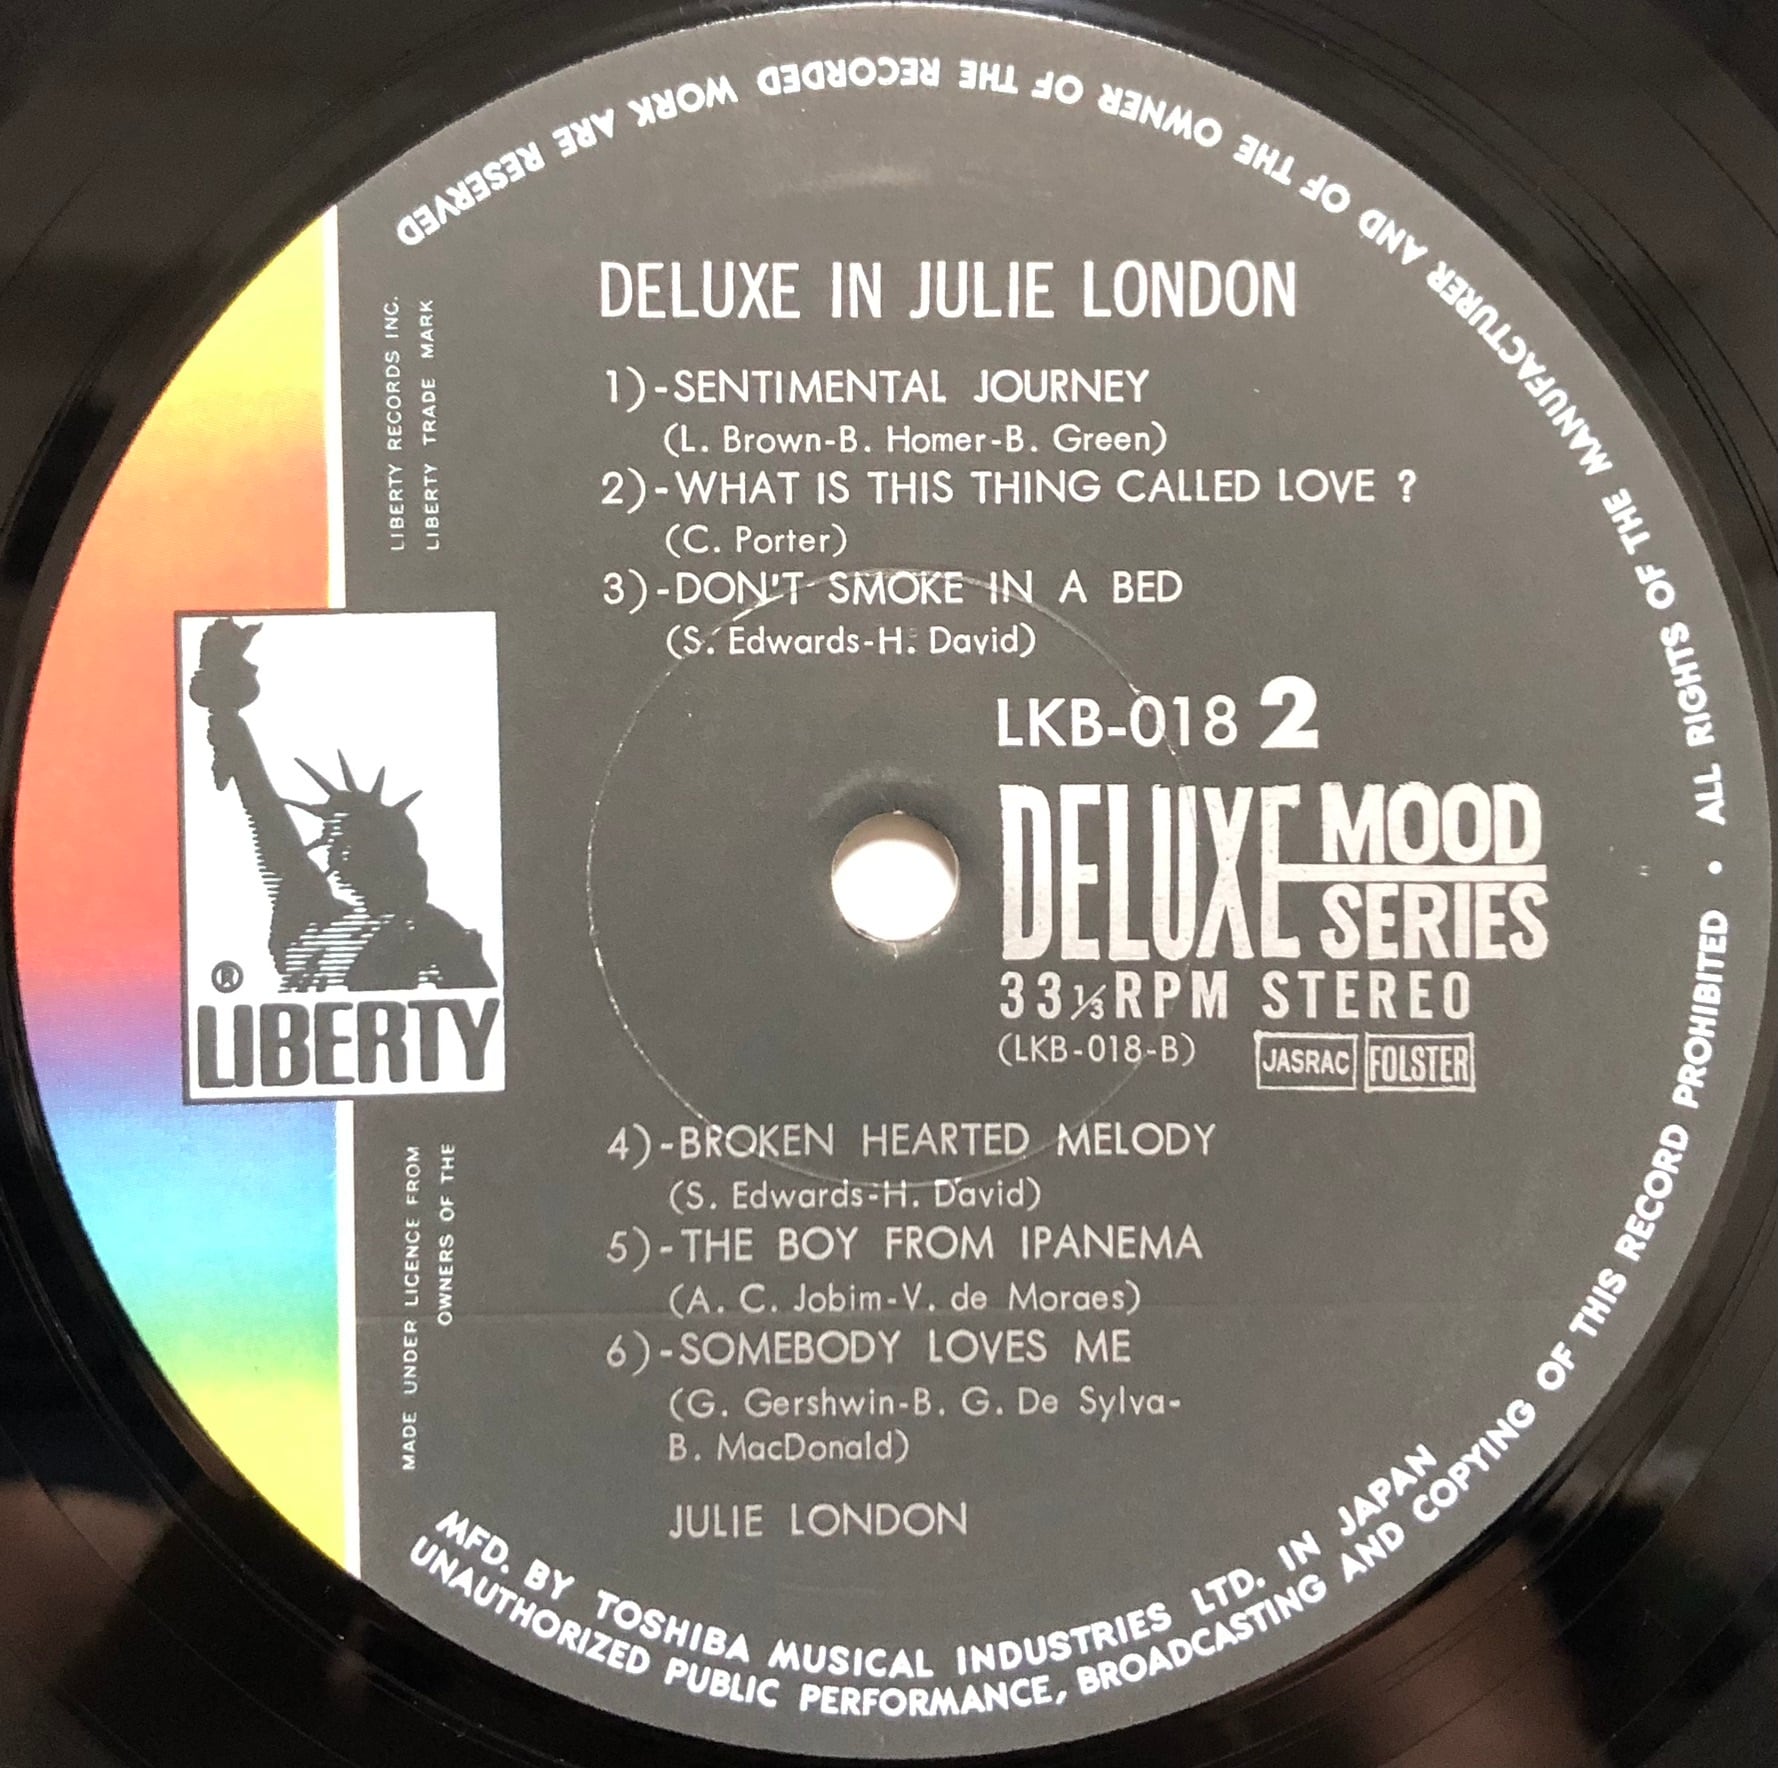 DELUXE IN JULIE LONDON
1)-SENTIMENTAL JOURNEY
(L. Brown-B. Homer-B. Green)
2)-WHAT IS THIS THING CALLED LOVE ?
(C. Porter)
3)-DON'T SMOKE IN A BED
(S. Edwards-H. David)
LKB-018 2
DELUXE MOOD SERIES
33⅓RPM STEREO
(LKB-018-B) JASRAC FOLSTER
4)-BROKEN HEARTED MELODY
(S. Edwards-H. David)
5)-THE BOY FROM IPANEMA
(A. C. Jobim-V. de Moraes)
6)-SOMEBODY LOVES ME
(G. Gershwin-B. G. De Sylva-
B. MacDonald)
JULIE LONDON
LIBERTY RECORDS INC.
LIBERTY TRADE MARK
®
LIBERTY
MADE UNDER LICENCE FROM
OWNERS OF THE
MFD. BY TOSHIBA MUSICAL INDUSTRIES LTD. IN JAPAN
UNAUTHORIZED PUBLIC PERFORMANCE, BROADCASTING AND COPYING OF THIS RECORD PROHIBITED • ALL RIGHTS OF THE MANUFACTURER AND OF THE OWNER OF THE RECORDED WORK ARE RESERVED